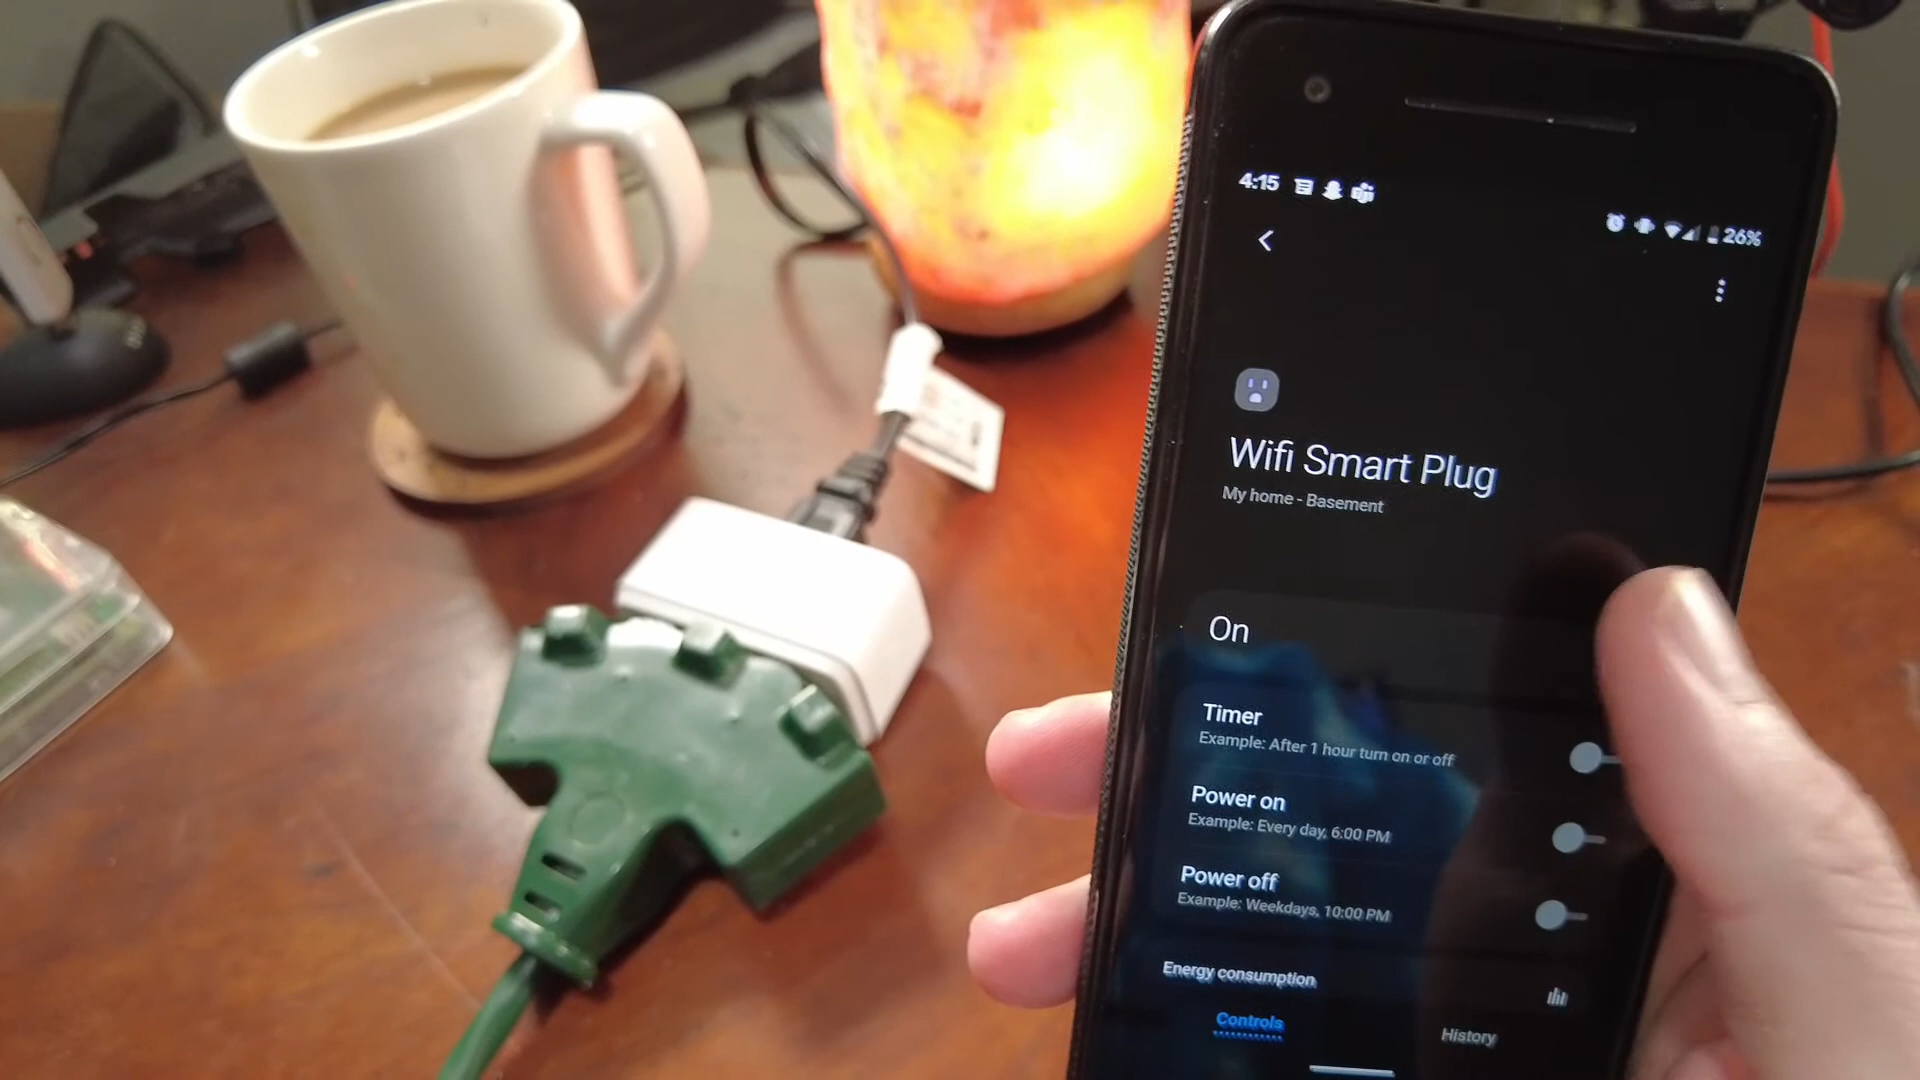 4:15
26%
Wifi Smart Plug
My home - Basement
On
Timer
Example: After 1 hour turn on or off
Power on
Example: Every day, 6:00 PM
Power off
Example: Weekdays, 10:00 PM
Energy consumption
Controls
History